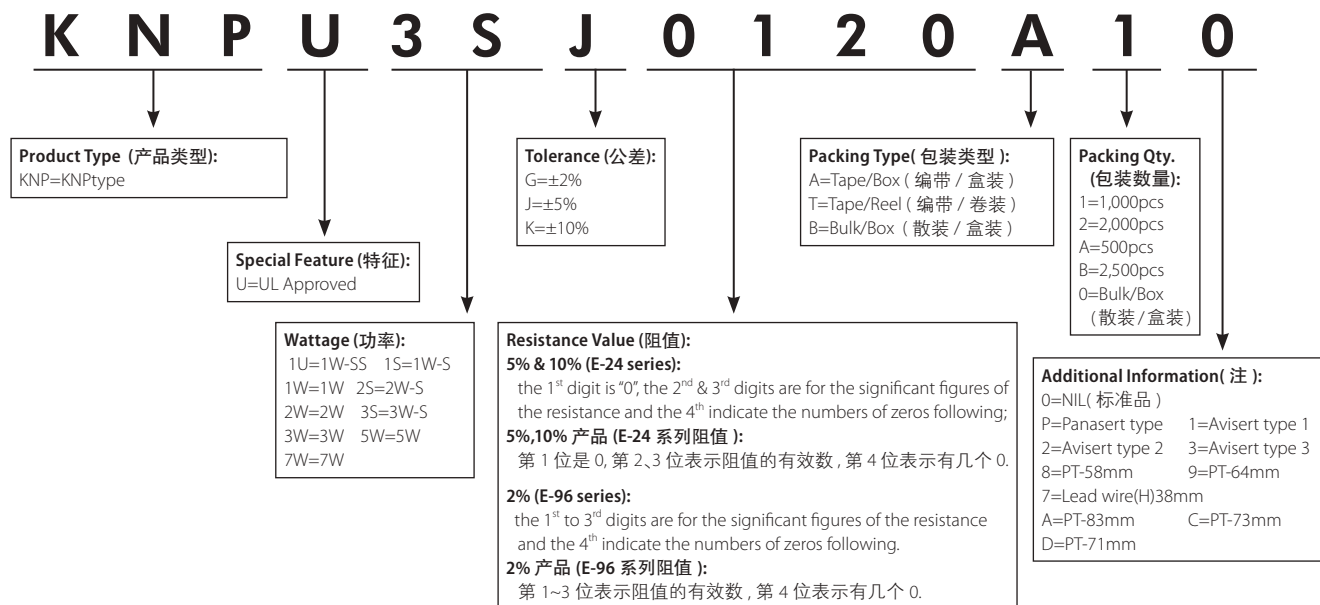 K N P U 3 S J 0 1 2 0 A 1 0
Product Type (产品类型):
KNP=KNPtype
Special Feature (特征):
U=UL Approved
Wattage (功率):
1U=1W-SS 1S=1W-S
1W=1W 2S=2W-S
2W=2W 3S=3W-S
3W=3W 5W=5W
7W=7W
Tolerance (公差):
G=±2%
J=±5%
K=±10%
Resistance Value (阻值):
5% & 10% (E-24 series):
the 1st digit is "0", the 2nd & 3rd digits are for the significant figures of
the resistance and the 4th indicate the numbers of zeros following;
5%,10% 产品 (E-24 系列阻值 ):
第 1 位是 0, 第 2、3 位表示阻值的有效数 , 第 4 位表示有几个 0.
2% (E-96 series):
the 1st to 3rd digits are for the significant figures of the resistance
and the 4th indicate the numbers of zeros following.
2% 产品 (E-96 系列阻值 ):
第 1~3 位表示阻值的有效数 , 第 4 位表示有几个 0.
Packing Type( 包装类型 ):
A=Tape/Box ( 编带 / 盒装 )
T=Tape/Reel ( 编带 / 卷装 )
B=Bulk/Box ( 散装 / 盒装 )
Packing Qty.
(包装数量):
1=1,000pcs
2=2,000pcs
A=500pcs
B=2,500pcs
0=Bulk/Box
(散装/盒装)
Additional Information( 注 ):
0=NIL( 标准品 )
P=Panasert type 1=Avisert type 1
2=Avisert type 2 3=Avisert type 3
8=PT-58mm 9=PT-64mm
7=Lead wire(H)38mm
A=PT-83mm C=PT-73mm
D=PT-71mm